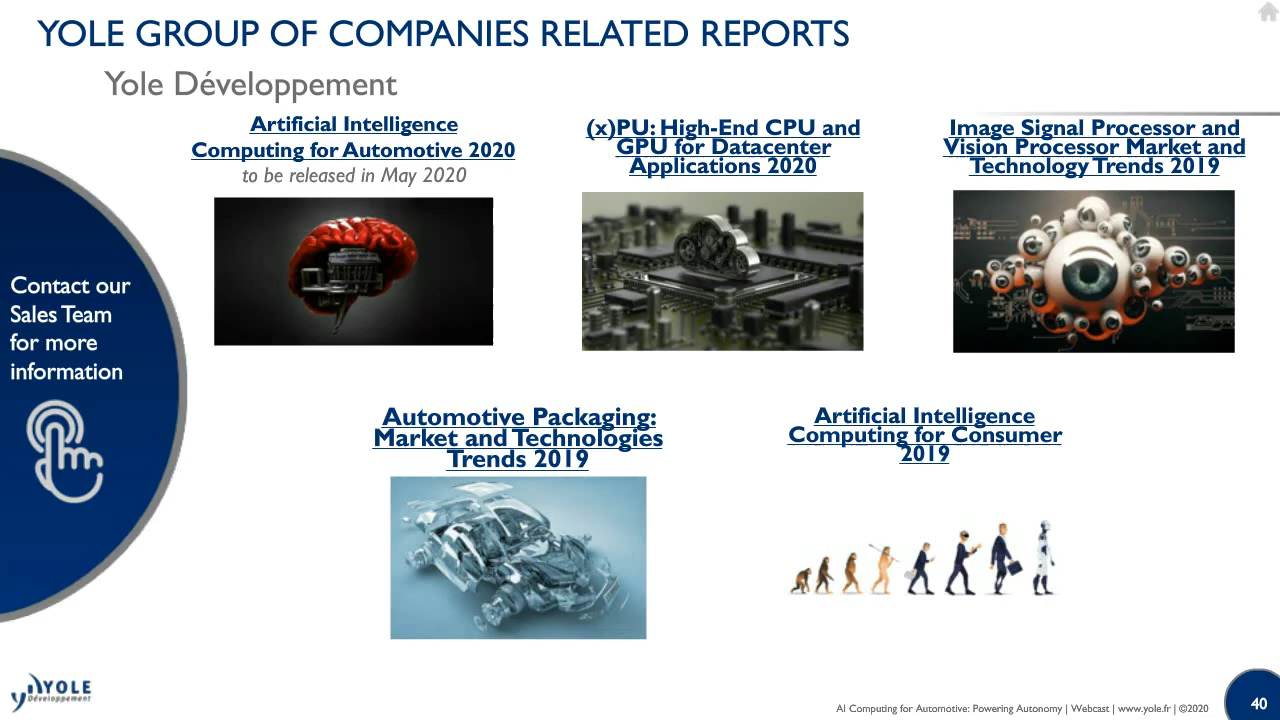 YOLE GROUP OF COMPANIES RELATED REPORTS
Yole Développement
Artificial Intelligence
Computing for Automotive 2020
to be released in May 2020
(x)PU: High-End CPU and
GPU for Datacenter
Applications 2020
Image Signal Processor and
Vision Processor Market and
Technology Trends 2019
Contact our
Sales Team
for more
information
Automotive Packaging:
Market and Technologies
Trends 2019
Artificial Intelligence
Computing for Consumer
2019
YOLE
Développement
AI Computing for Automotive: Powering Autonomy | Webcast | www.yole.fr | ©2020
40